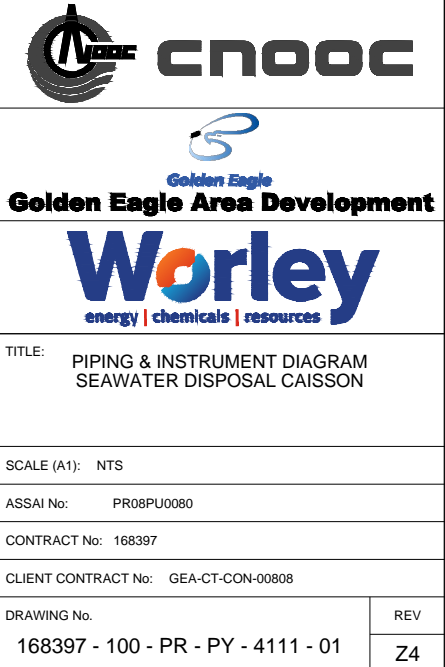 NOOC
cnooc
Golden Eagle
Golden Eagle Area Development
Worley
energy | chemicals | resources
TITLE:
PIPING & INSTRUMENT DIAGRAM
SEAWATER DISPOSAL CAISSON
SCALE (A1): NTS
ASSAI No: PR08PU0080
CONTRACT No: 168397
CLIENT CONTRACT No: GEA-CT-CON-00808
DRAWING No.
168397 - 100 - PR - PY - 4111 - 01
REV
Z4